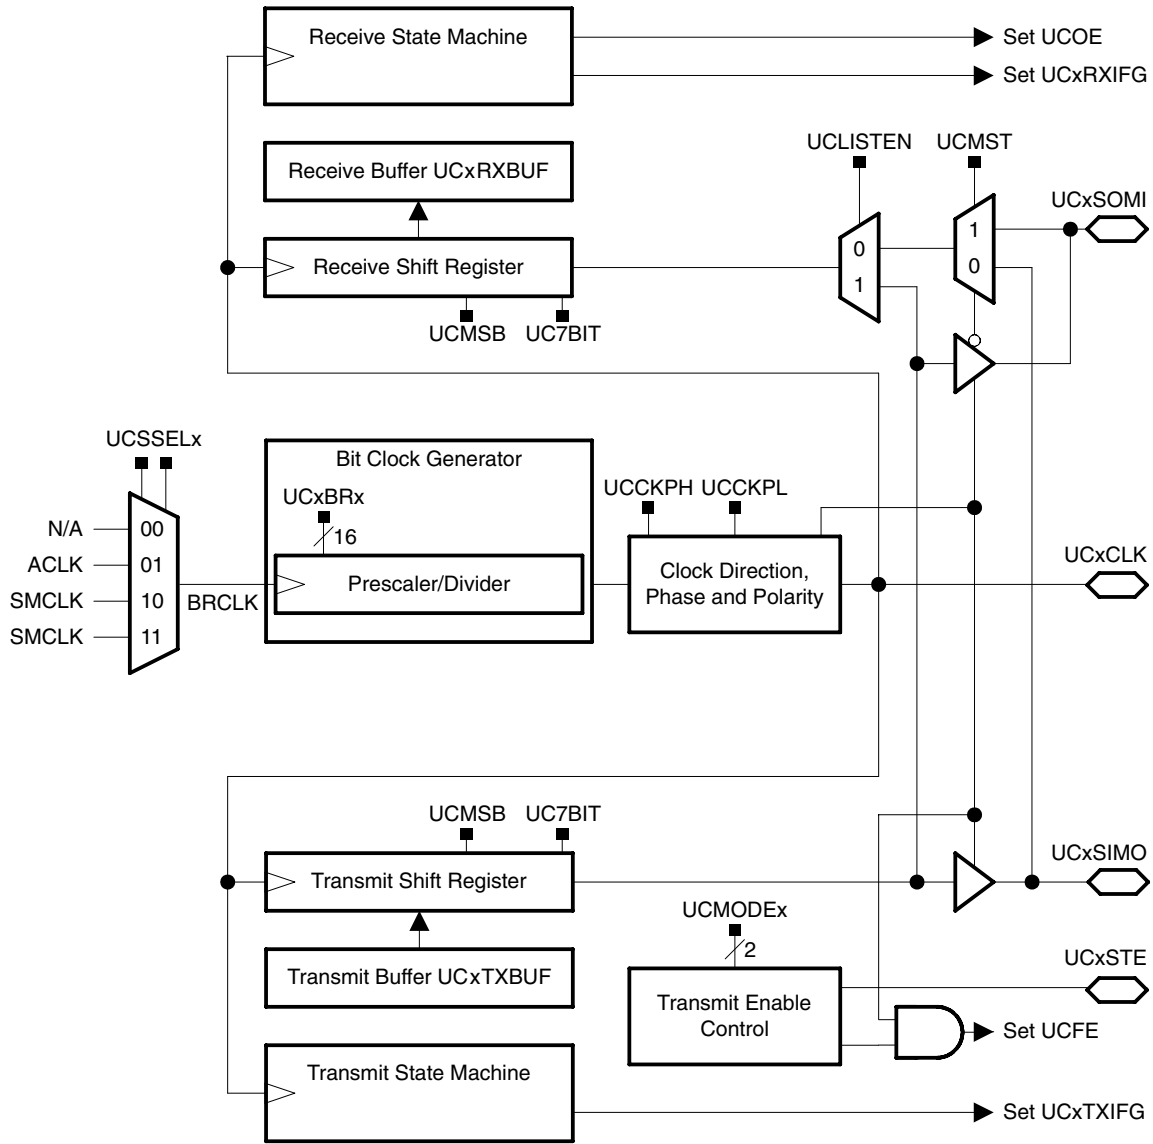 Receive State Machine
Set UCOE
Set UCxRXIFG
UCLISTEN
UCMST
Receive Buffer UCxRXBUF
UCxSOMI
1
0
0
1
Receive Shift Register
UCMSB
UC7BIT
UCSSELx
Bit Clock Generator
UCxBRx
16
UCCKPH
UCCKPL
N/A
00
ACLK
01
SMCLK
10
SMCLK
11
BRCLK
Prescaler/Divider
Clock Direction,
Phase and Polarity
UCxCLK
UCMSB
UC7BIT
Transmit Shift Register
UCxSIMO
UCMODEx
2
Transmit Buffer UCxTXBUF
UCxSTE
Transmit Enable
Control
Set UCFE
Transmit State Machine
Set UCxTXIFG